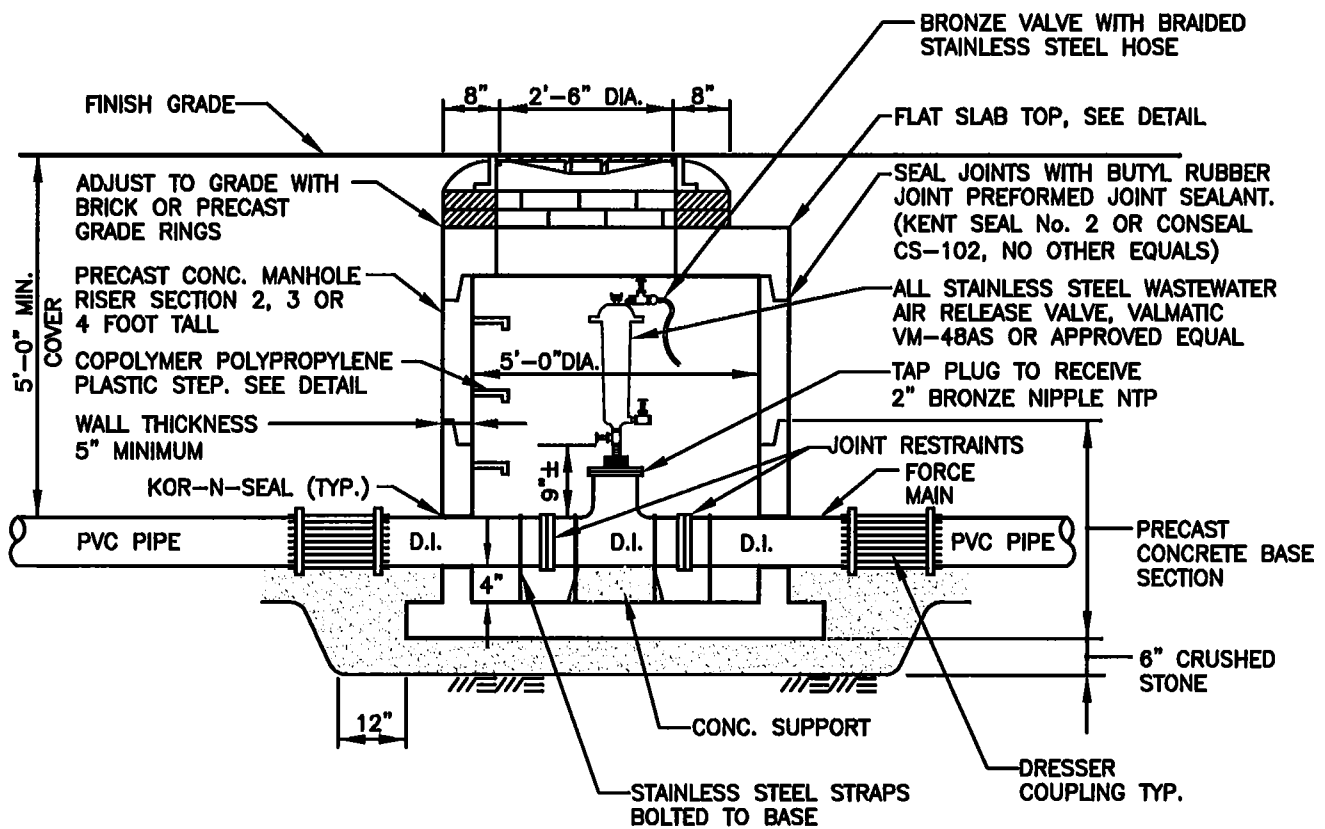 BRONZE VALVE WITH BRAIDED
STAINLESS STEEL HOSE
8"
2'-6" DIA.
8"
FINISH GRADE
FLAT SLAB TOP, SEE DETAIL
ADJUST TO GRADE WITH
BRICK OR PRECAST
GRADE RINGS
SEAL JOINTS WITH BUTYL RUBBER
JOINT PREFORMED JOINT SEALANT.
(KENT SEAL No. 2 OR CONSEAL
CS-102, NO OTHER EQUALS)
5'-0" MIN.
COVER
PRECAST CONC. MANHOLE
RISER SECTION 2, 3 OR
4 FOOT TALL
ALL STAINLESS STEEL WASTEWATER
AIR RELEASE VALVE, VALMATIC
VM-48AS OR APPROVED EQUAL
COPOLYMER POLYPROPYLENE
PLASTIC STEP. SEE DETAIL
5'-0"DIA.
TAP PLUG TO RECEIVE
2" BRONZE NIPPLE NTP
WALL THICKNESS
5" MINIMUM
JOINT RESTRAINTS
9" ±
KOR-N-SEAL (TYP.)
FORCE
MAIN
PVC PIPE
D.I.
D.I.
D.I.
PVC PIPE
PRECAST
CONCRETE BASE
SECTION
4"
6" CRUSHED
STONE
12"
CONC. SUPPORT
STAINLESS STEEL STRAPS
BOLTED TO BASE
DRESSER
COUPLING TYP.